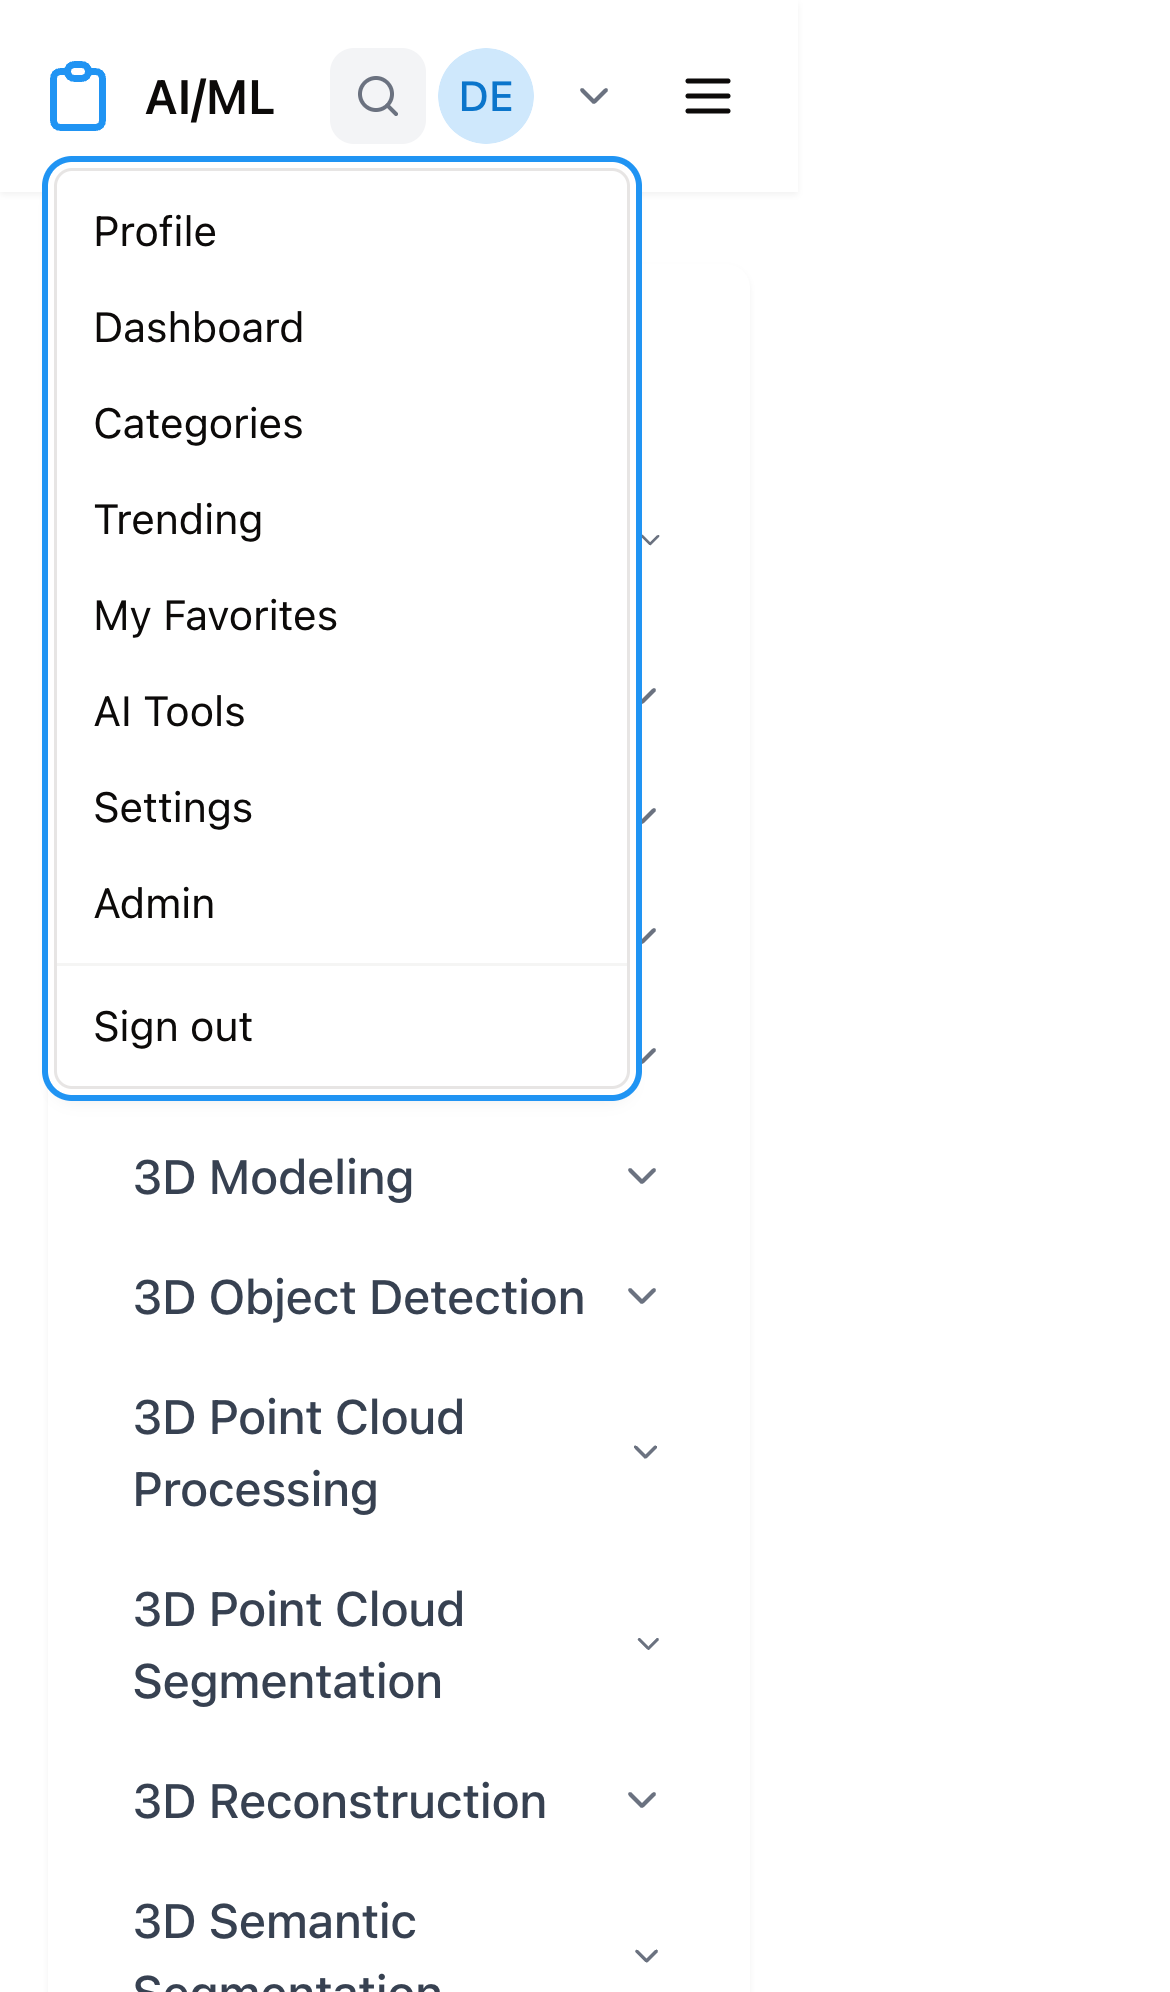 AI/ML
DE
Profile
Dashboard
Categories
Trending
My Favorites
AI Tools
Settings
Admin
Sign out
3D Modeling
3D Object Detection
3D Point Cloud
Processing
3D Point Cloud
Segmentation
3D Reconstruction
3D Semantic
Segmentation